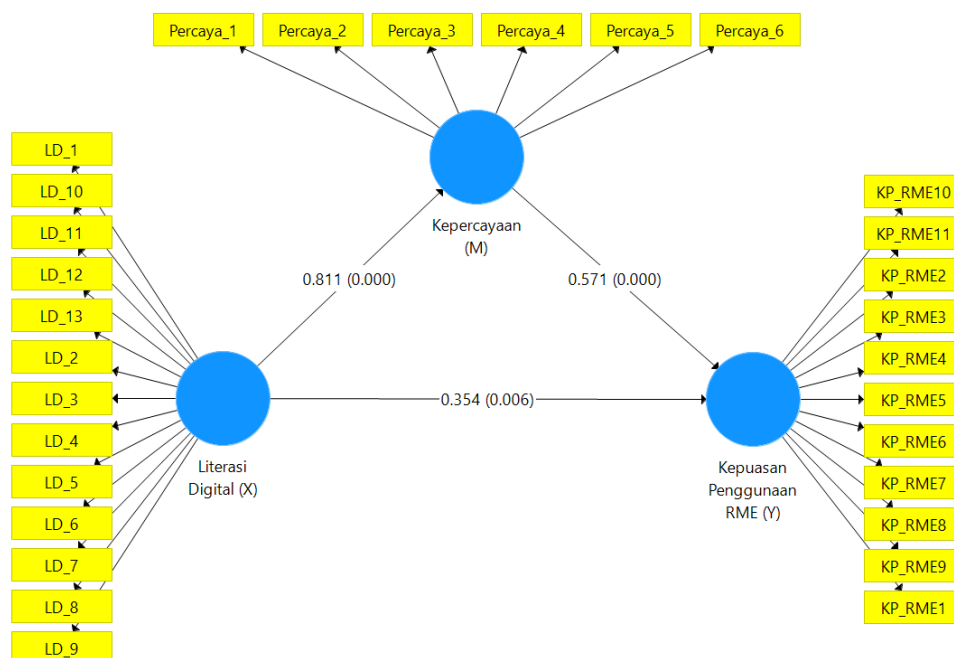 Percaya_1
Percaya_2
Percaya_3
Percaya_4
Percaya_5
Percaya_6
LD_1
LD_10
LD_11
LD_12
LD_13
LD_2
LD_3
LD_4
LD_5
LD_6
LD_7
LD_8
LD_9
Kepercayaan
(M)
0.811 (0.000)
0.571 (0.000)
0.354 (0.006)
Literasi
Digital (X)
Kepuasan
Penggunaan
RME (Y)
KP_RME10
KP_RME11
KP_RME2
KP_RME3
KP_RME4
KP_RME5
KP_RME6
KP_RME7
KP_RME8
KP_RME9
KP_RME1